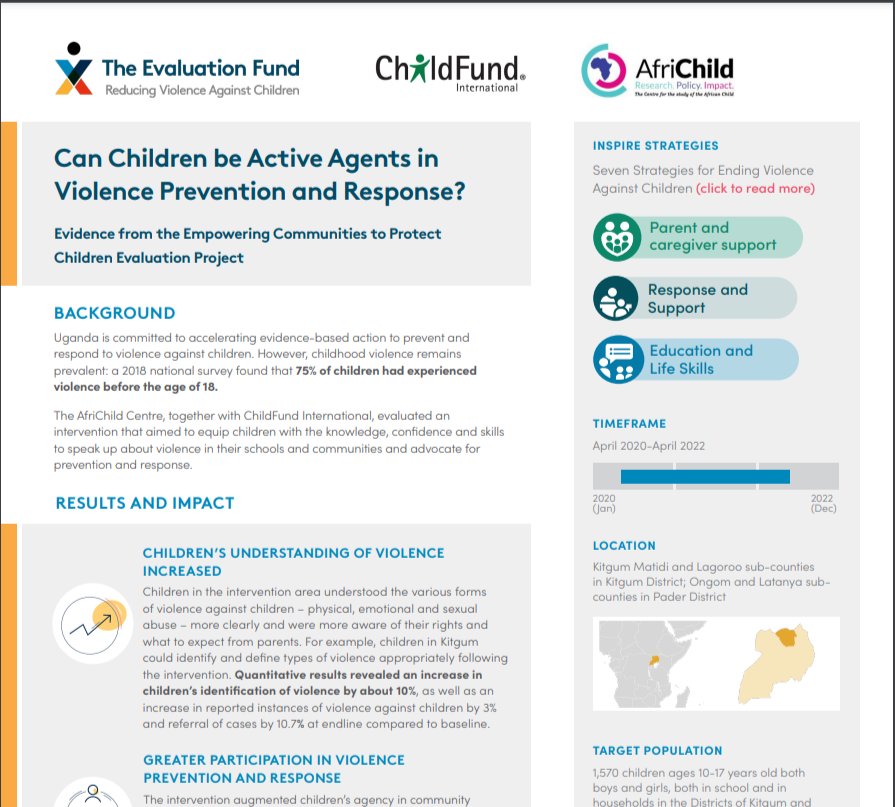 The Evaluation Fund
Reducing Violence Against Children
ChildFund®
International
AfriChild
Research. Policy. Impact.
The Centre for the study of the African Child
Can Children be Active Agents in
Violence Prevention and Response?
Evidence from the Empowering Communities to Protect
Children Evaluation Project
BACKGROUND
Uganda is committed to accelerating evidence-based action to prevent and
respond to violence against children. However, childhood violence remains
prevalent: a 2018 national survey found that 75% of children had experienced
violence before the age of 18.
The AfriChild Centre, together with ChildFund International, evaluated an
intervention that aimed to equip children with the knowledge, confidence and skills
to speak up about violence in their schools and communities and advocate for
prevention and response.
RESULTS AND IMPACT
CHILDREN'S UNDERSTANDING OF VIOLENCE
INCREASED
Children in the intervention area understood the various forms
of violence against children – physical, emotional and sexual
abuse – more clearly and were more aware of their rights and
what to expect from parents. For example, children in Kitgum
could identify and define types of violence appropriately following
the intervention. Quantitative results revealed an increase in
children's identification of violence by about 10%, as well as an
increase in reported instances of violence against children by 3%
and referral of cases by 10.7% at endline compared to baseline.
GREATER PARTICIPATION IN VIOLENCE
PREVENTION AND RESPONSE
The intervention augmented children's agency in community
INSPIRE STRATEGIES
Seven Strategies for Ending Violence
Against Children (click to read more)
Parent and
caregiver support
Response and
Support
Education and
Life Skills
TIMEFRAME
April 2020-April 2022
2020
(Jan)
2022
(Dec)
LOCATION
Kitgum Matidi and Lagoroo sub-counties
in Kitgum District; Ongom and Latanya sub-
counties in Pader District
TARGET POPULATION
1,570 children ages 10-17 years old both
boys and girls, both in school and in
households in the Districts of Kitgum and